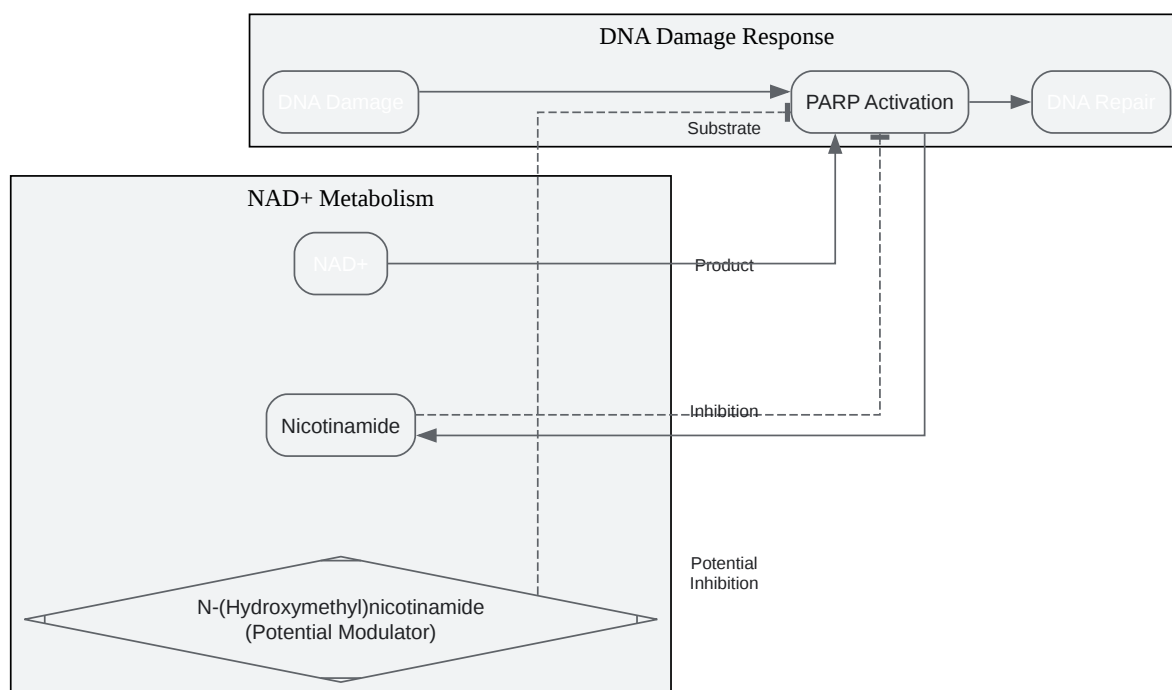 DNA Damage Response
DNA Damage
PARP Activation
DNA Repair
Substrate
NAD+ Metabolism
NAD+
Product
Nicotinamide
Inhibition
Potential
Inhibition
N-(Hydroxymethyl)nicotinamide
(Potential Modulator)